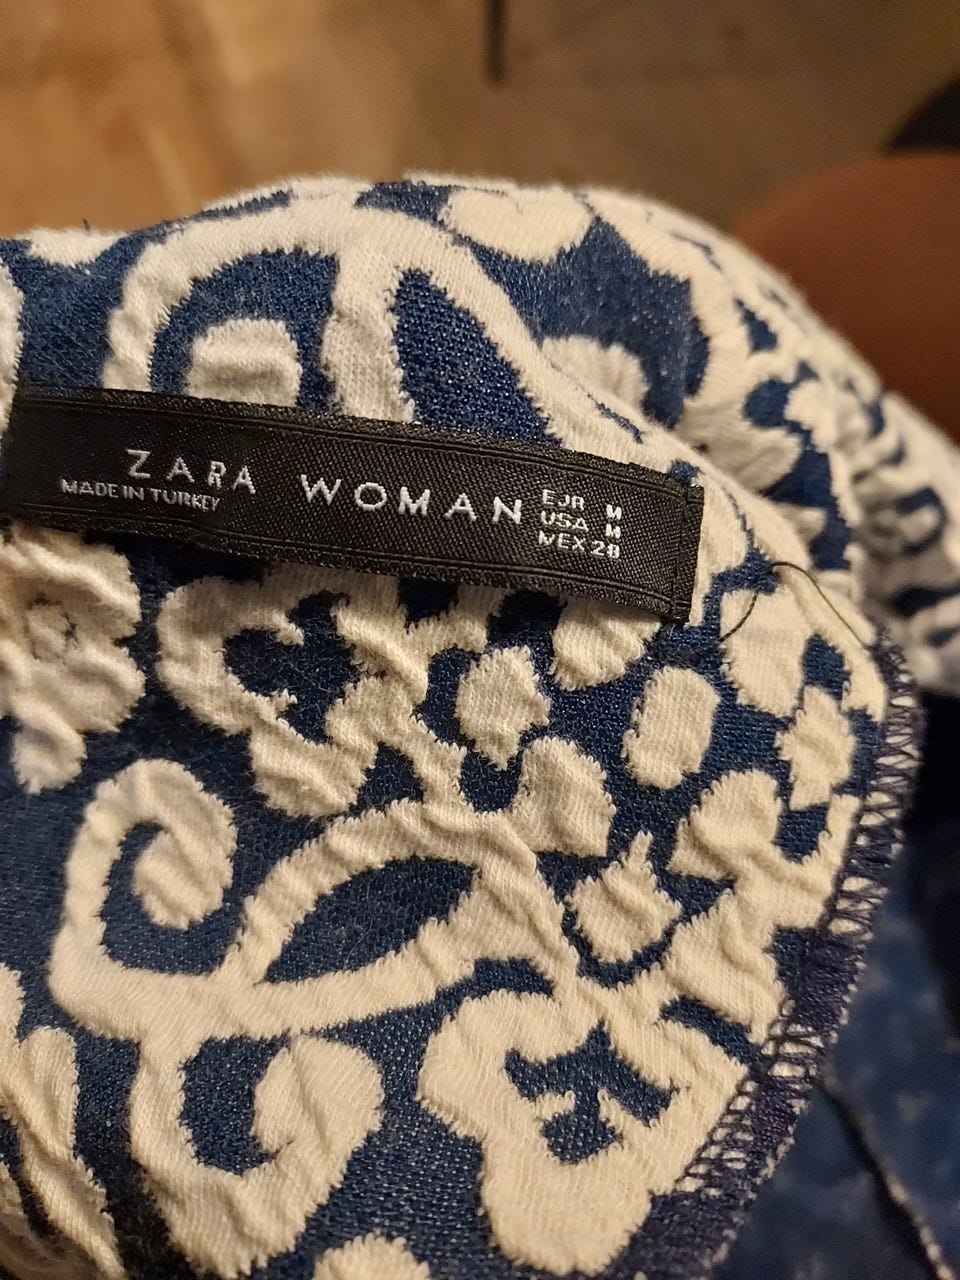 ZARA WOMAN
MADE IN TURKEY
EUR M
USA M
MEX 28